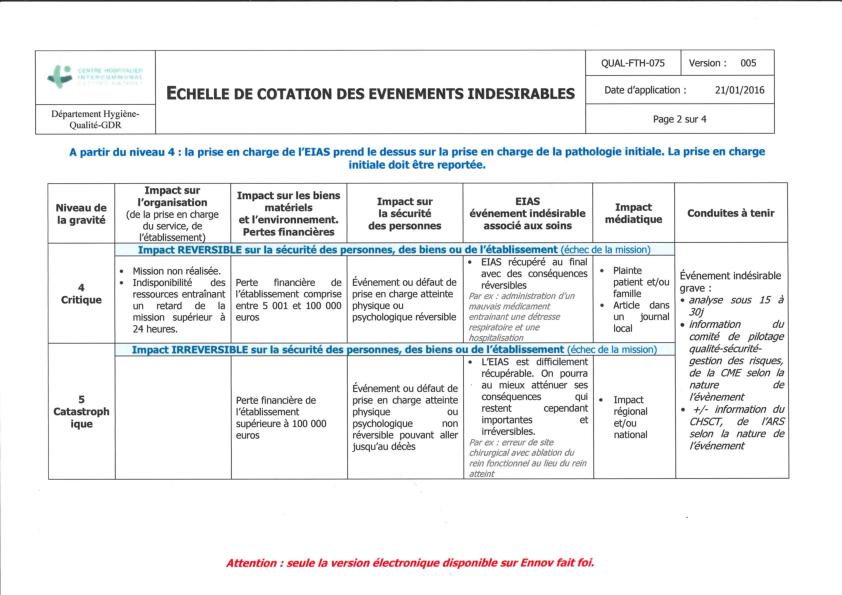 CENTRE HOSPITALIER
INTERCOMMUNAL
Département Hygiène-
Qualité-GDR
ECHELLE DE COTATION DES EVENEMENTS INDESIRABLES
QUAL-FTH-075
Version : 005
Date d'application : 21/01/2016
Page 2 sur 4
A partir du niveau 4 : la prise en charge de l'EIAS prend le dessus sur la prise en charge de la pathologie initiale. La prise en charge
initiale doit être reportée.
Niveau de
la gravité
Impact sur
l'organisation
(de la prise en charge
du service, de
l'établissement)
Impact sur les biens
matériels
et l'environnement.
Pertes financières
Impact sur
la sécurité
des personnes
EIAS
événement indésirable
associé aux soins
Impact
médiatique
Conduites à tenir
Impact REVERSIBLE sur la sécurité des personnes, des biens ou de l'établissement (échec de la mission)
4
Critique
• Mission non réalisée.
• Indisponibilité des
ressources entraînant
un retard de la
mission supérieur à
24 heures.
Perte financière de
l'établissement comprise
entre 5 001 et 100 000
euros
Événement ou défaut de
prise en charge atteinte
physique ou
psychologique réversible
• EIAS récupéré au final
avec des conséquences
réversibles
Par ex : administration d'un
mauvais médicament
entrainant une détresse
respiratoire et une
hospitalisation
• Plainte
patient et/ou
famille
• Article dans
un journal
local
Événement indésirable
grave :
• analyse sous 15 à
30j
• information du
comité de pilotage
qualité-sécurité-
gestion des risques,
de la CME selon la
nature de
l'évènement
• +/- information du
CHSCT, de l'ARS
selon la nature de
l'événement
Impact IRREVERSIBLE sur la sécurité des personnes, des biens ou de l'établissement (échec de la mission)
5
Catastroph
ique
Perte financière de
l'établissement
supérieure à 100 000
euros
Événement ou défaut de
prise en charge atteinte
physique ou
psychologique non
réversible pouvant aller
jusqu'au décès
• L'EIAS est difficilement
récupérable. On pourra
au mieux atténuer ses
conséquences qui
restent cependant
importantes et
irréversibles.
Par ex : erreur de site
chirurgical avec ablation du
rein fonctionnel au lieu du rein
atteint
• Impact
régional
et/ou
national
Attention : seule la version électronique disponible sur Ennov fait foi.